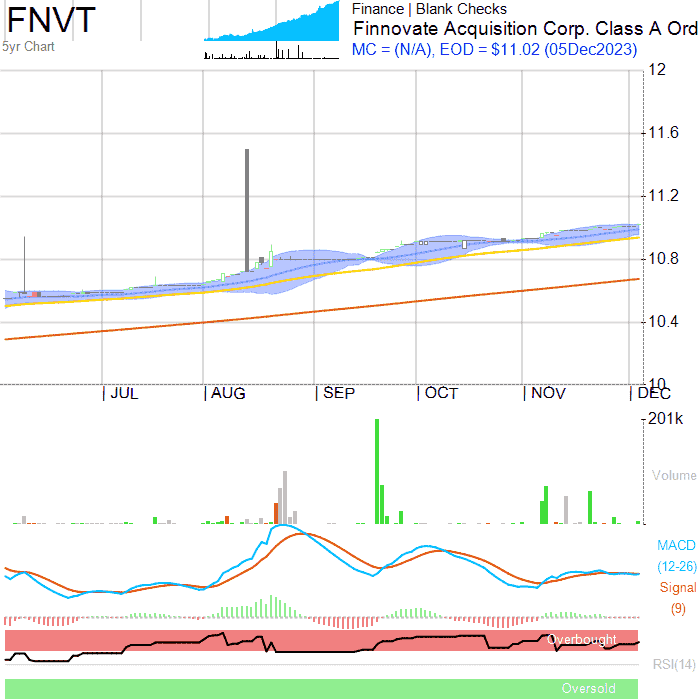 FNVT
5yr Chart
Finance | Blank Checks
Finnovate Acquisition Corp. Class A Ord
MC = (N/A), EOD = $11.02 (05Dec2023)
12
11.6
11.2
10.8
10.4
10
JUL
AUG
SEP
OCT
NOV
DEC
201k
Volume
MACD
(12-26)
Signal
(9)
Overbought
RSI(14)
Oversold